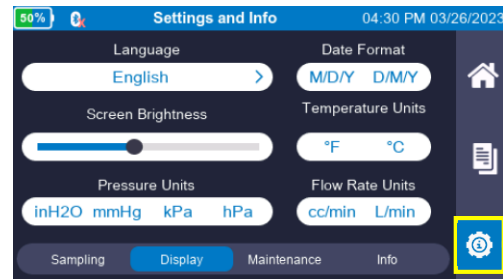 50% Settings and Info 04:30 PM 03/26/2023
Language Date Format
English M/D/Y D/M/Y
Screen Brightness Temperature Units
°F °C
Pressure Units Flow Rate Units
inH2O mmHg kPa hPa cc/min L/min
Sampling Display Maintenance Info